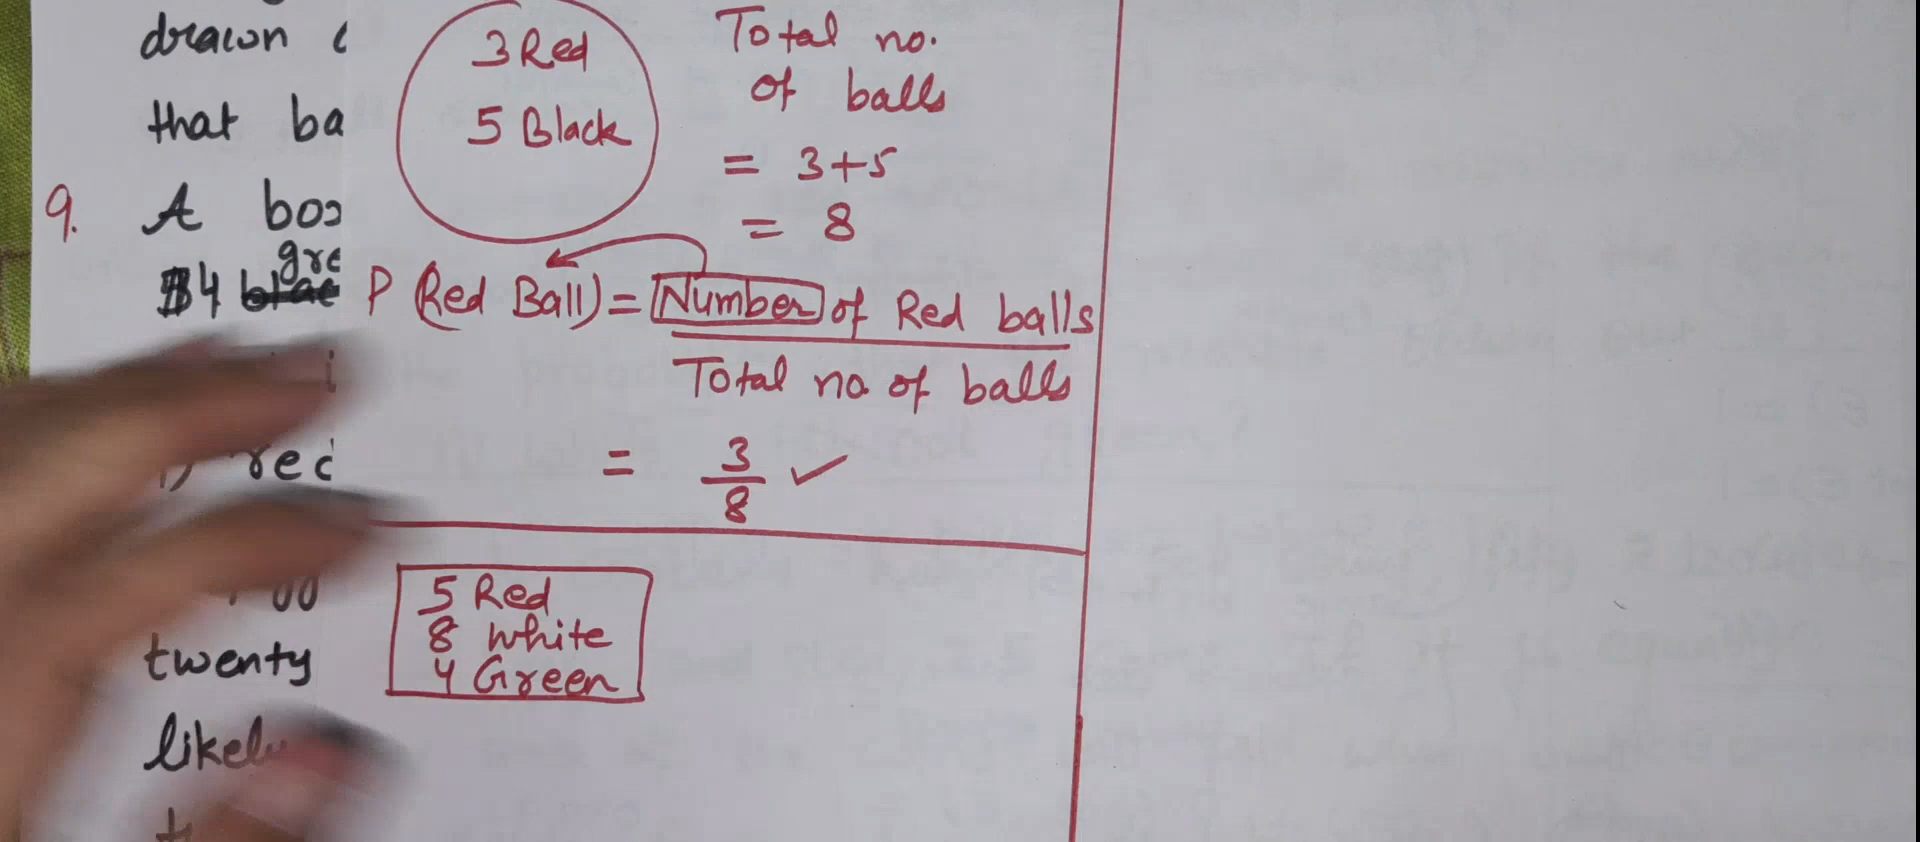 drawn
that ba
9. A box
gre
4
3 Red
5 Black
Total no.
of balls
= 3+5
= 8
P (Red Ball) = Number of Red balls
Total no. of balls
= 3
8 ✓
red
5 Red
8 white
4 Green
twenty
likely